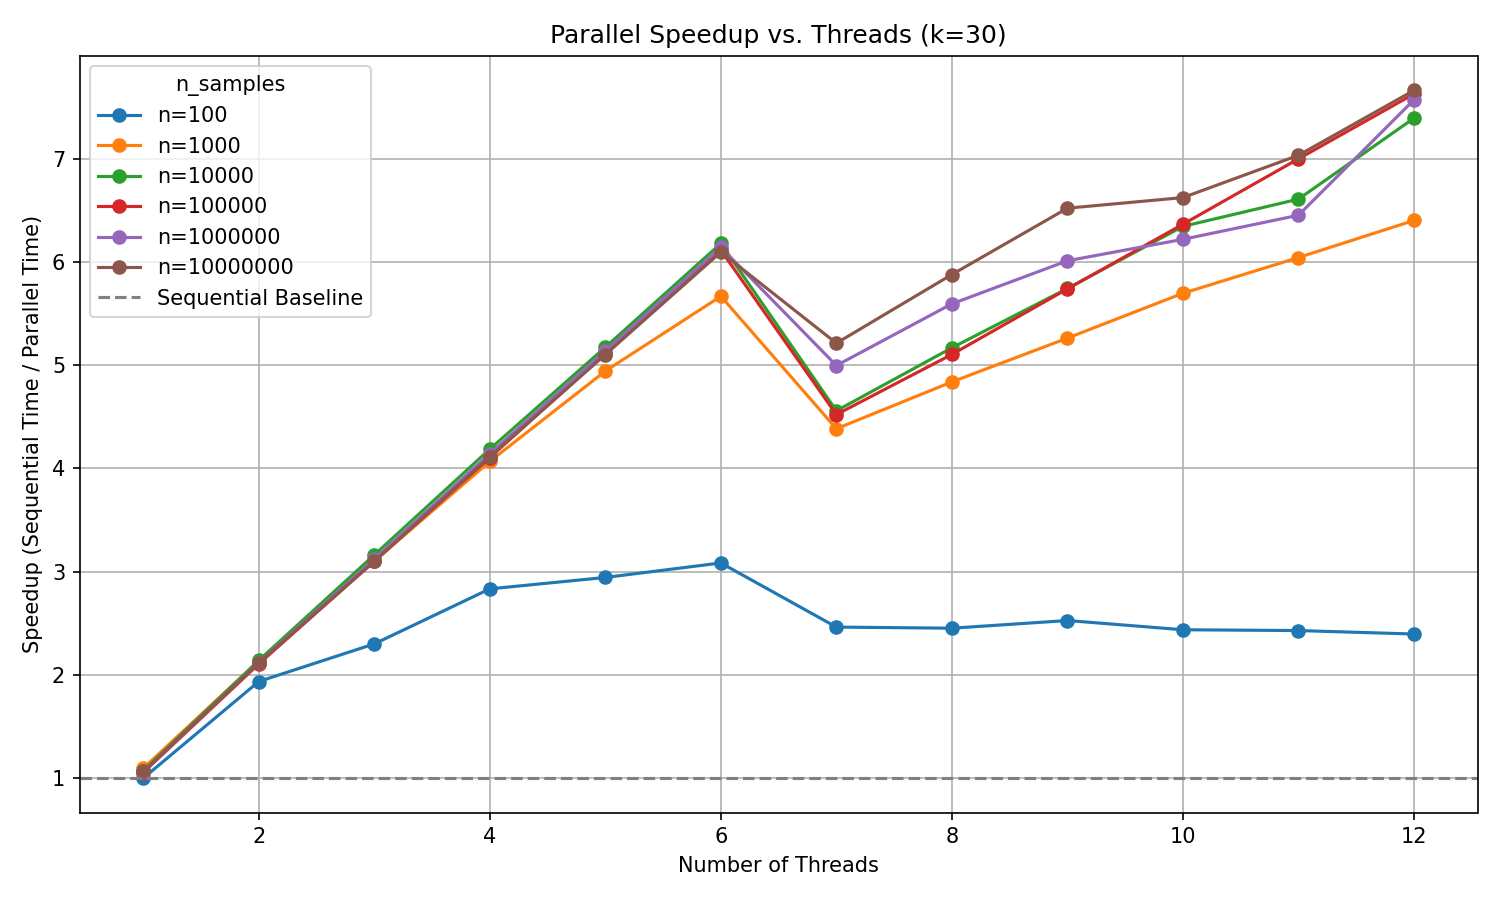 Parallel Speedup vs. Threads (k=30)
n_samples
n=100
n=1000
n=10000
n=100000
n=1000000
n=10000000
Sequential Baseline
Speedup (Sequential Time / Parallel Time)
7
6
5
4
3
2
1
2 4 6 8 10 12
Number of Threads